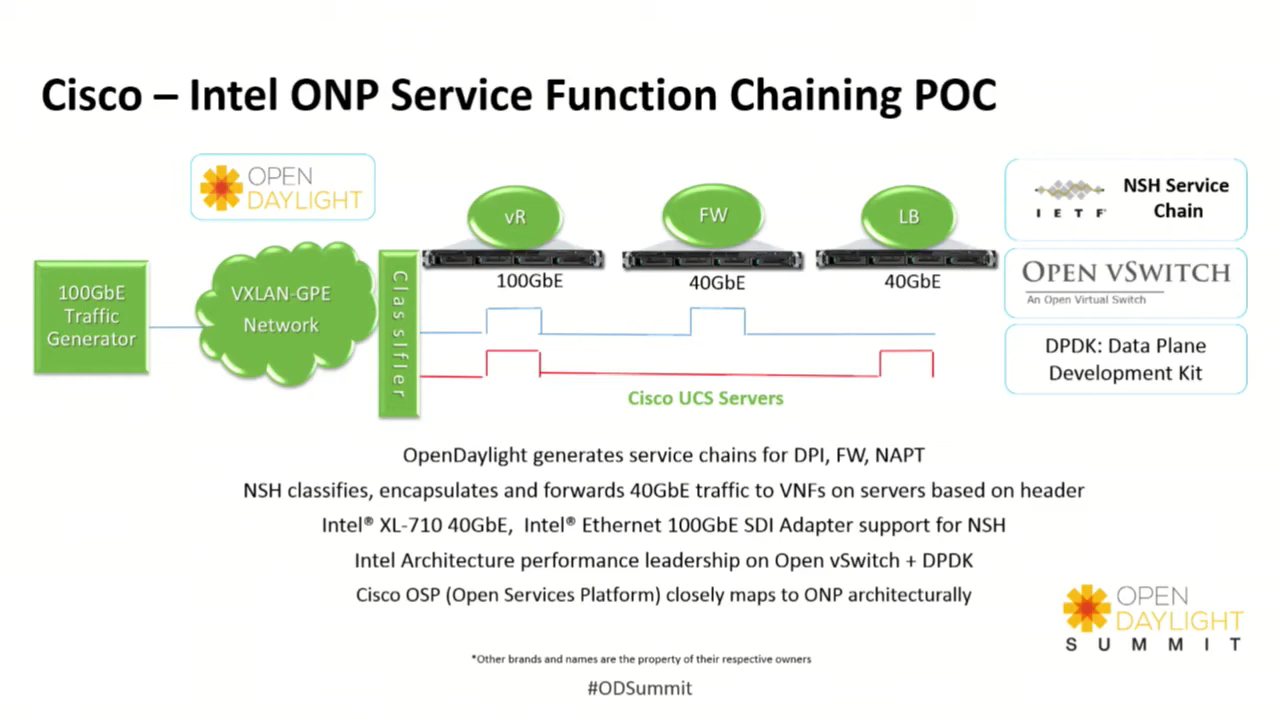 Cisco – Intel ONP Service Function Chaining POC
OPEN
DAYLIGHT
vR
FW
LB
I E T F
NSH Service
Chain
100GbE
Traffic
Generator
VXLAN-GPE
Network
ClassIfIer
100GbE
40GbE
40GbE
OPEN VSWITCH
An Open Virtual Switch
DPDK: Data Plane
Development Kit
Cisco UCS Servers
OpenDaylight generates service chains for DPI, FW, NAPT
NSH classifies, encapsulates and forwards 40GbE traffic to VNFs on servers based on header
Intel® XL-710 40GbE, Intel® Ethernet 100GbE SDI Adapter support for NSH
Intel Architecture performance leadership on Open vSwitch + DPDK
Cisco OSP (Open Services Platform) closely maps to ONP architecturally
OPEN
DAYLIGHT
SUMMIT
*Other brands and names are the property of their respective owners
#ODSummit